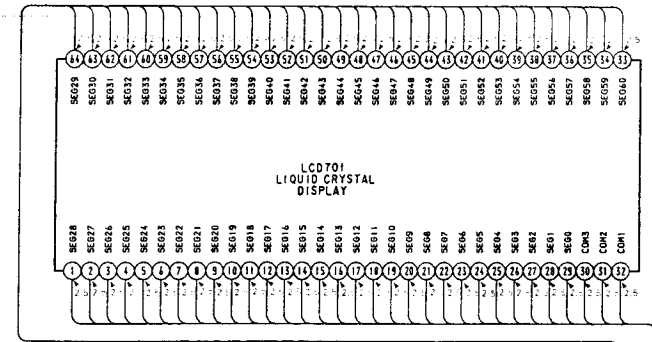 64 63 62 61 60 59 58 57 56 55 54 53 52 51 50 49 48 47 46 45 44 43 42 41 40 39 38 37 36 35 34 33
SEG29 SEG30 SEG31 SEG32 SEG33 SEG34 SEG35 SEG36 SEG37 SEG38 SEG39 SEG40 SEG41 SEG42 SEG43 SEG44 SEG45 SEG46 SEG47 SEG48 SEG49 SEG50 SEG51 SEG52 SEG53 SEG54 SEG55 SEG56 SEG57 SEG58 SEG59 SEG60
LCD701
LIQUID CRYSTAL
DISPLAY
SEG28 SEG27 SEG26 SEG25 SEG24 SEG23 SEG22 SEG21 SEG20 SEG19 SEG18 SEG17 SEG16 SEG15 SEG14 SEG13 SEG12 SEG11 SEG10 SEG9 SEG8 SEG7 SEG6 SEG5 SEG4 SEG3 SEG2 SEG1 SEG0 COM3 COM2 COM1
1 2 3 4 5 6 7 8 9 10 11 12 13 14 15 16 17 18 19 20 21 22 23 24 25 26 27 28 29 30 31 32